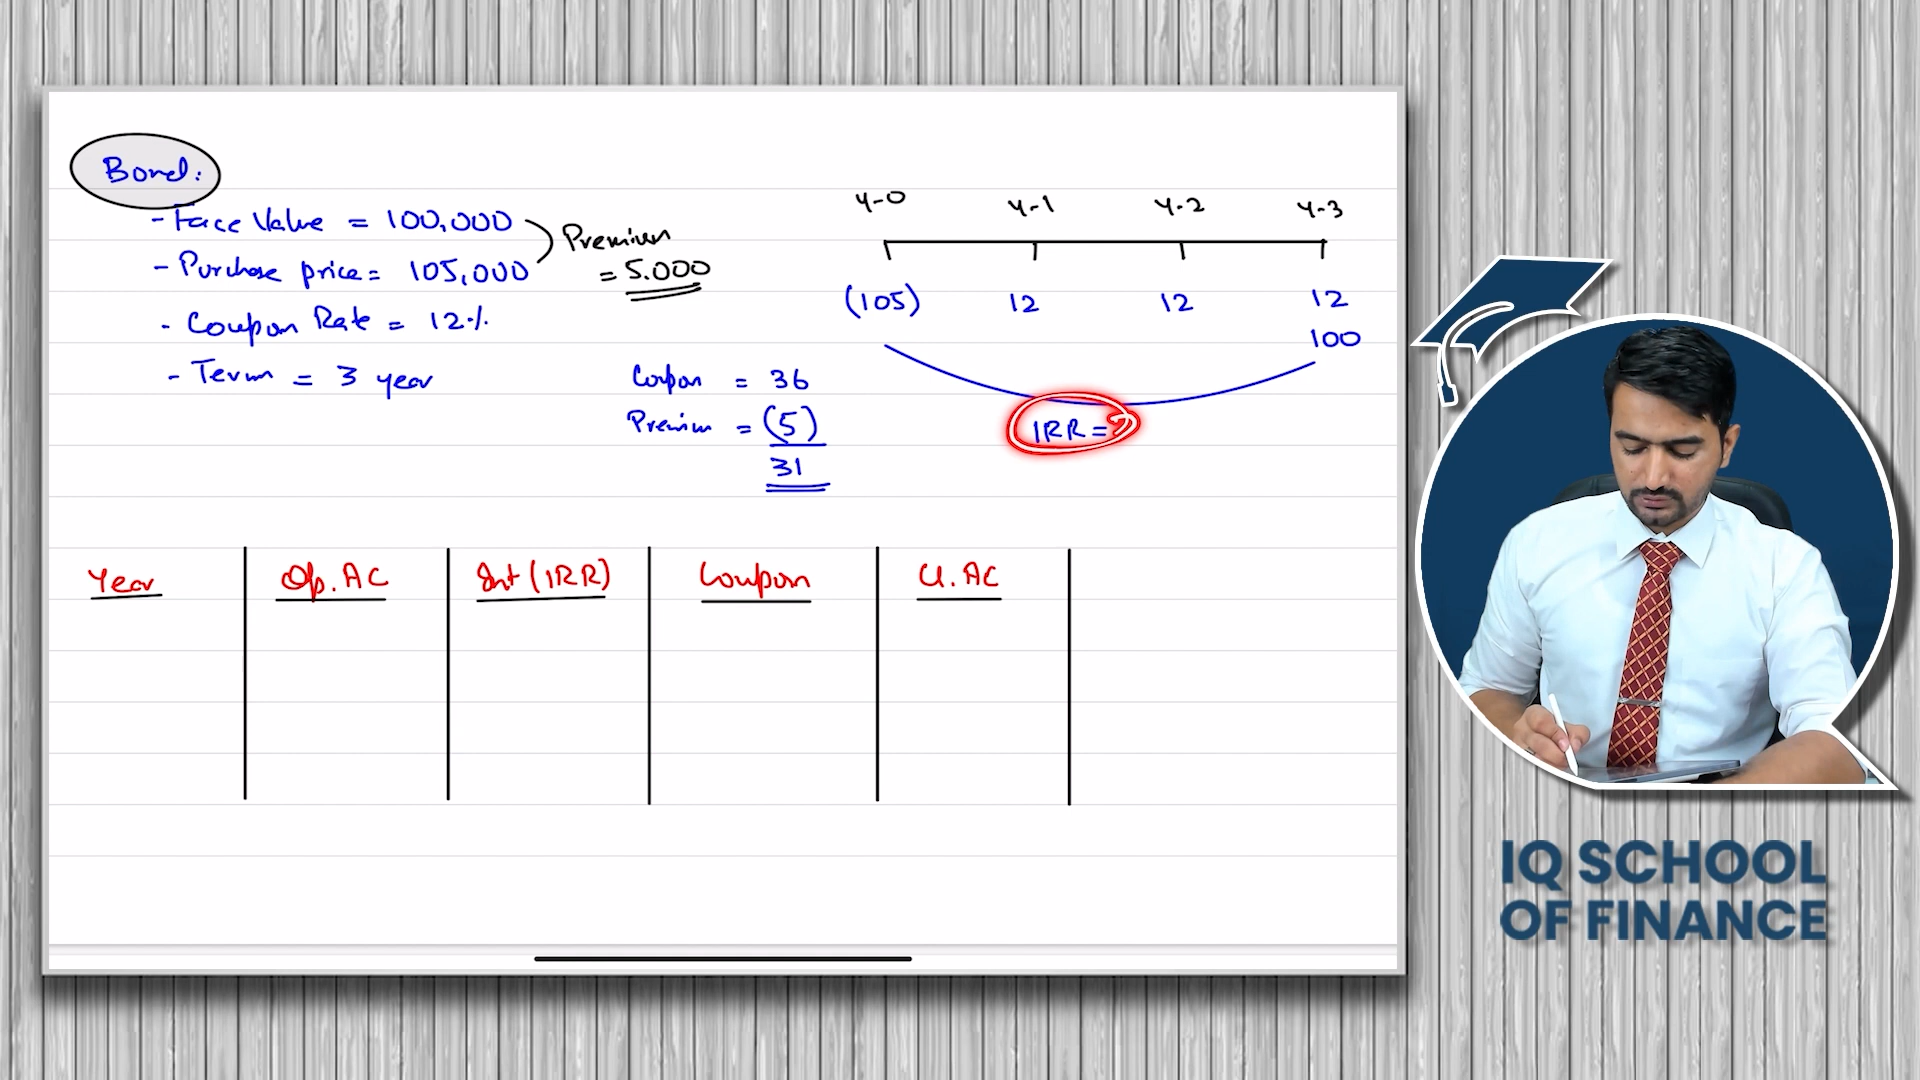 Bond:
- Face Value = 100,000
- Purchase price = 105,000
Premium
= 5.000
- Coupon Rate = 12%
- Term = 3 year
Y-0 Y-1 Y-2 Y-3
(105) 12 12 12
100
IRR = ?
Coupon = 36
Premium = (5)
31
Year Op. AC Int (IRR) Coupon Cl. AC
IQ SCHOOL
OF FINANCE